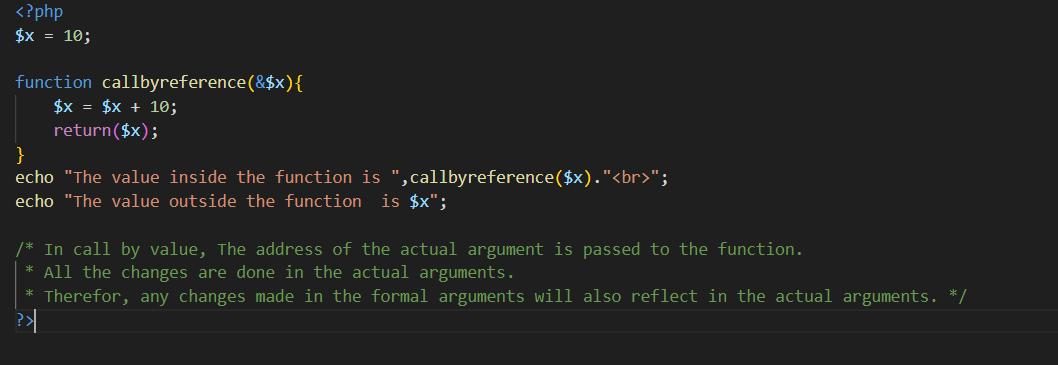 <?php
$x = 10;
function callbyreference(&$x){
    $x = $x + 10;
    return($x);
}
echo "The value inside the function is ",callbyreference($x)."<br>";
echo "The value outside the function  is $x";
/* In call by value, The address of the actual argument is passed to the function.
 * All the changes are done in the actual arguments.
 * Therefor, any changes made in the formal arguments will also reflect in the actual arguments. */
?>